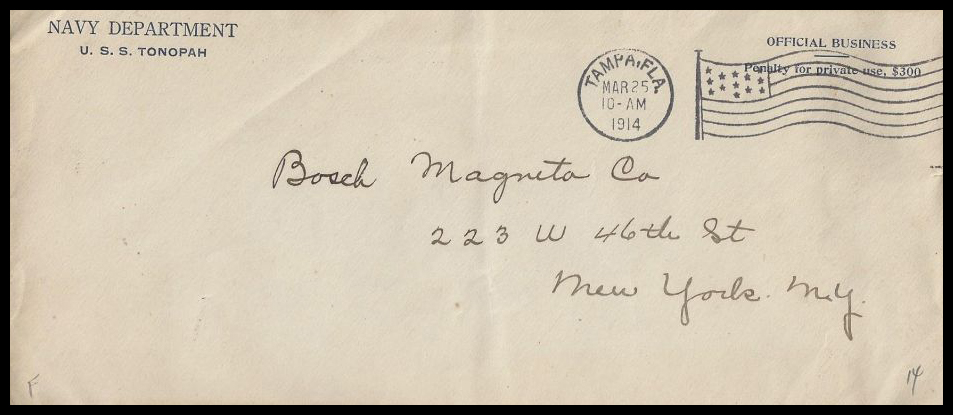 NAVY DEPARTMENT
U. S. S. TONOPAH
OFFICIAL BUSINESS
Penalty for private use, $300
TAMPA, FLA.
MAR 25
10-AM
1914
Bosch Magneto Co
223 W 46th St
New York. N.Y.
F
14